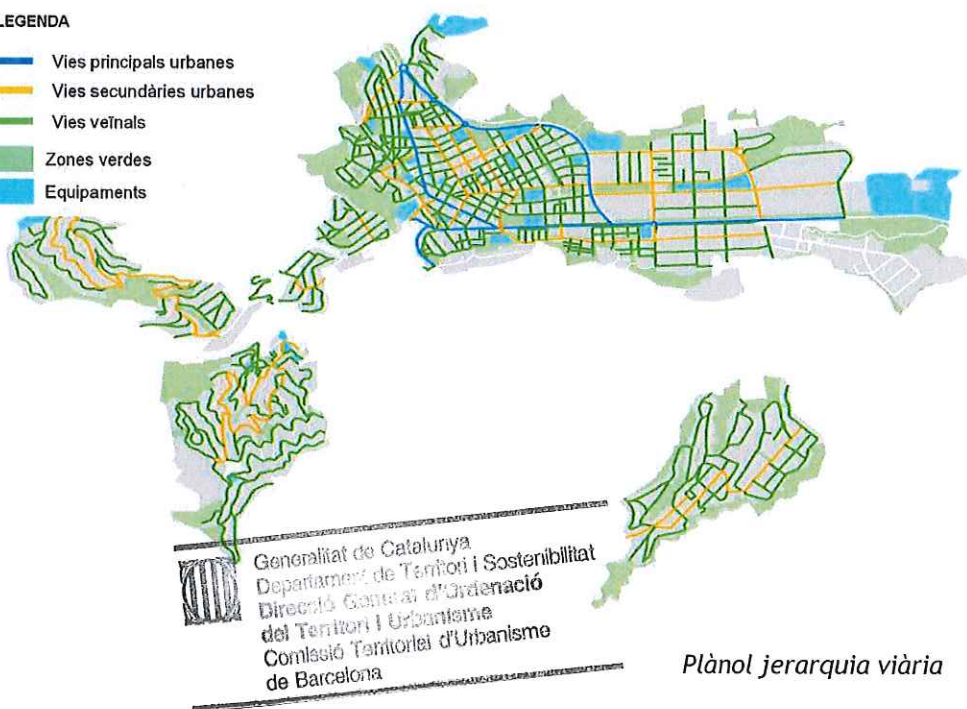 LEGENDA
Vies principals urbanes
Vies secundàries urbanes
Vies veïnals
Zones verdes
Equipaments
Generalitat de Catalunya
Departament de Territori i Sostenibilitat
Direcció General d'Ordenació
del Territori i Urbanisme
Comissió Territorial d'Urbanisme
de Barcelona
Plànol jerarquia viària